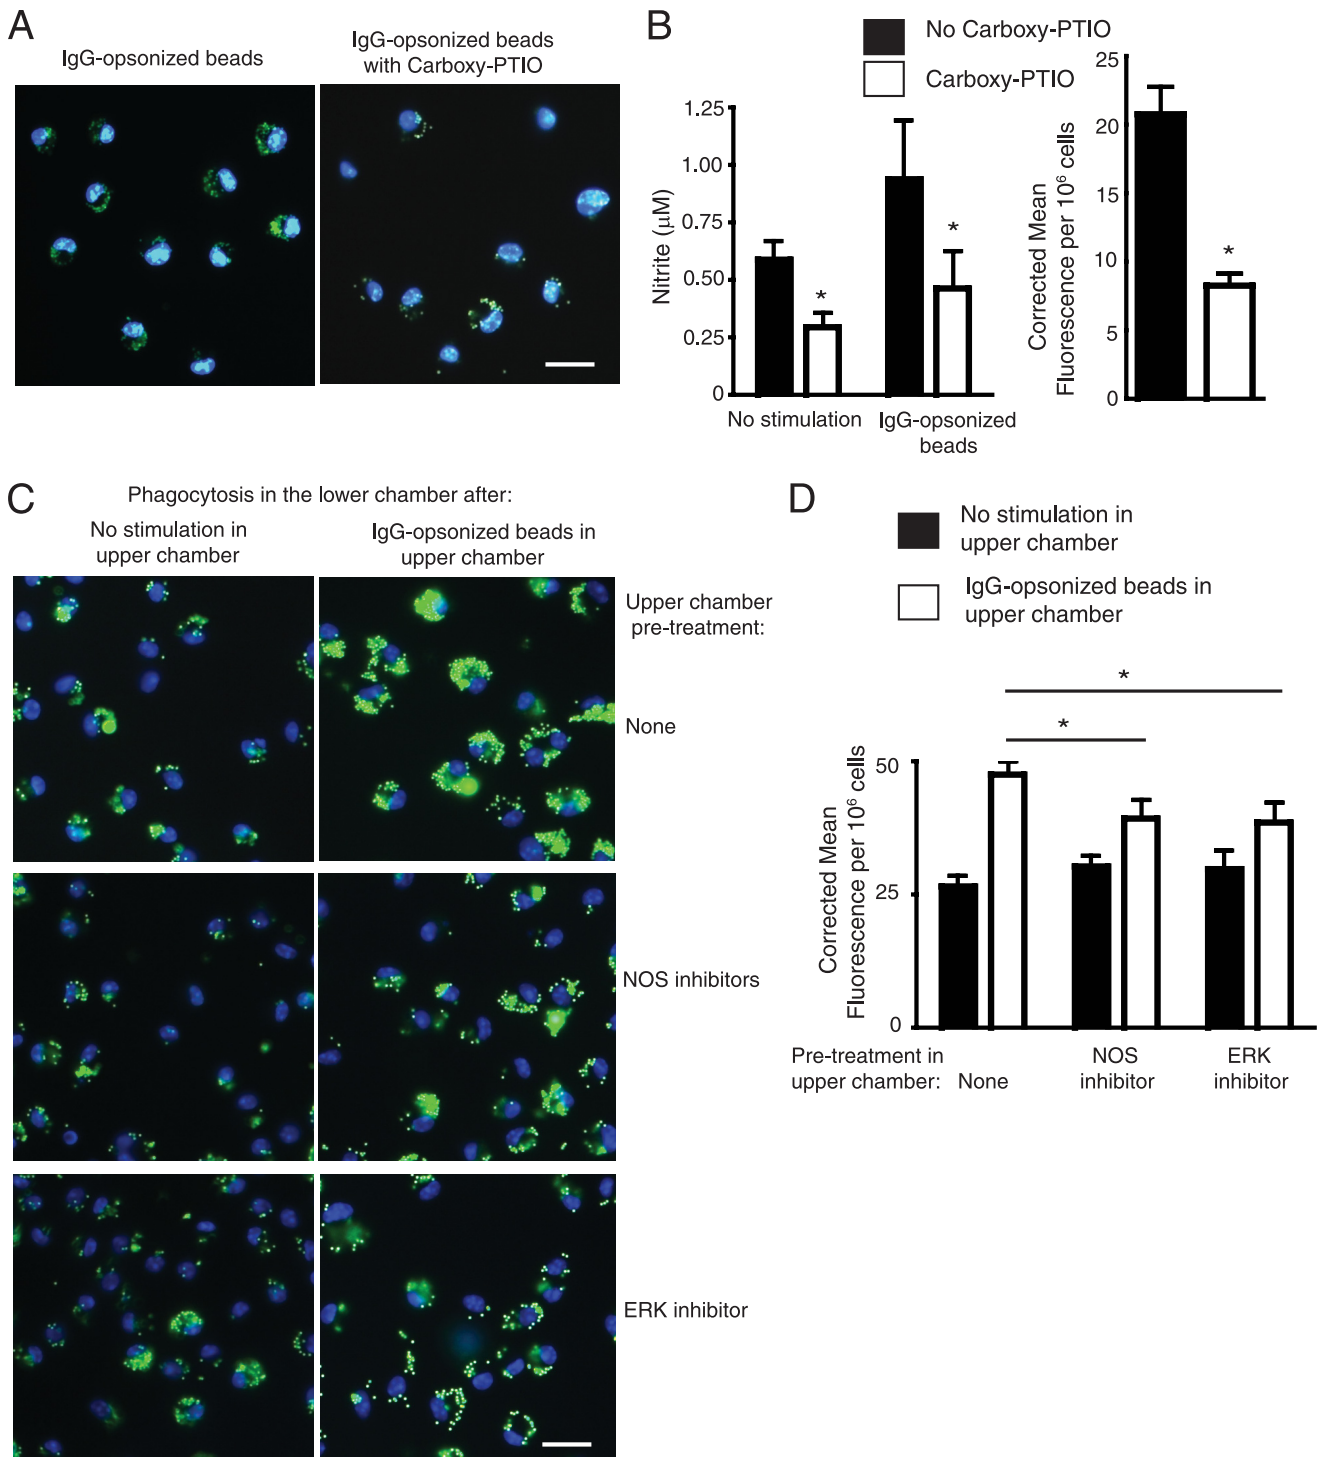 A
IgG-opsonized beads
IgG-opsonized beads
with Carboxy-PTIO
B
No Carboxy-PTIO
Carboxy-PTIO
Nitrite (μM)
1.25
1.00
0.75
0.50
0.25
0
*
*
No stimulation
IgG-opsonized
beads
Corrected Mean
Fluorescence per 10⁶ cells
25
20
15
10
5
0
*
C
Phagocytosis in the lower chamber after:
No stimulation in
upper chamber
IgG-opsonized beads in
upper chamber
Upper chamber
pre-treatment:
None
NOS inhibitors
ERK inhibitor
D
No stimulation in
upper chamber
IgG-opsonized beads in
upper chamber
*
*
Corrected Mean
Fluorescence per 10⁶ cells
50
25
0
Pre-treatment in
upper chamber:
None
NOS
inhibitor
ERK
inhibitor